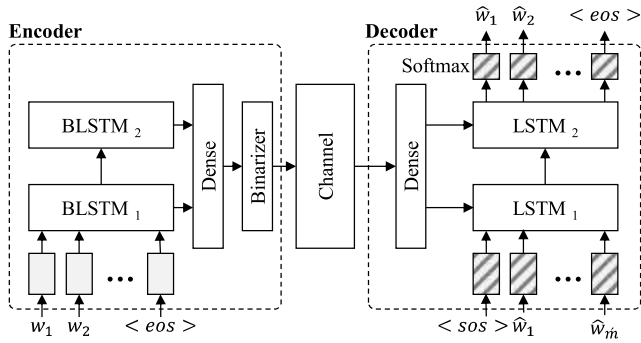 Encoder
BLSTM 2
BLSTM 1
Dense
Binarizer
w₁ w₂ ... < eos >
Channel
Decoder
ŵ₁ ŵ₂ < eos >
Softmax ...
Dense
LSTM 2
LSTM 1
...
< sos > ŵ₁ ŵ_ḿ